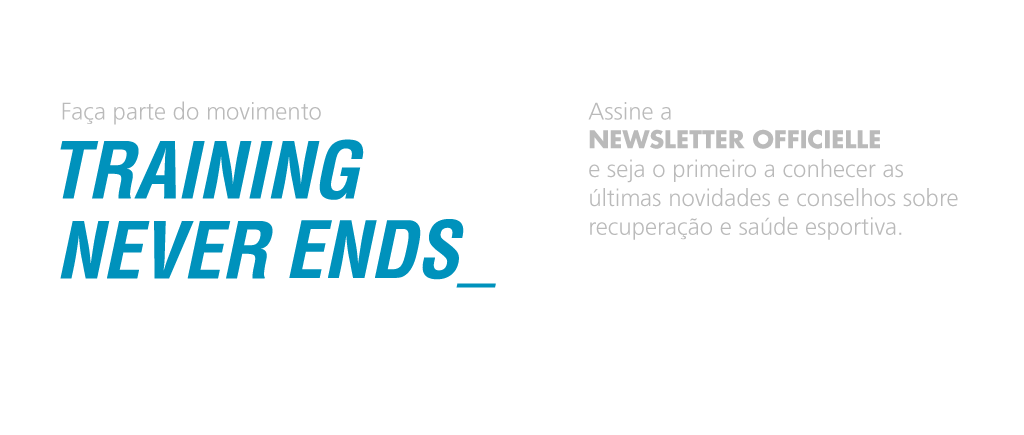 Faça parte do movimento
TRAINING
NEVER ENDS_
Assine a
NEWSLETTER OFFICIELLE
e seja o primeiro a conhecer as
últimas novidades e conselhos sobre
recuperação e saúde esportiva.